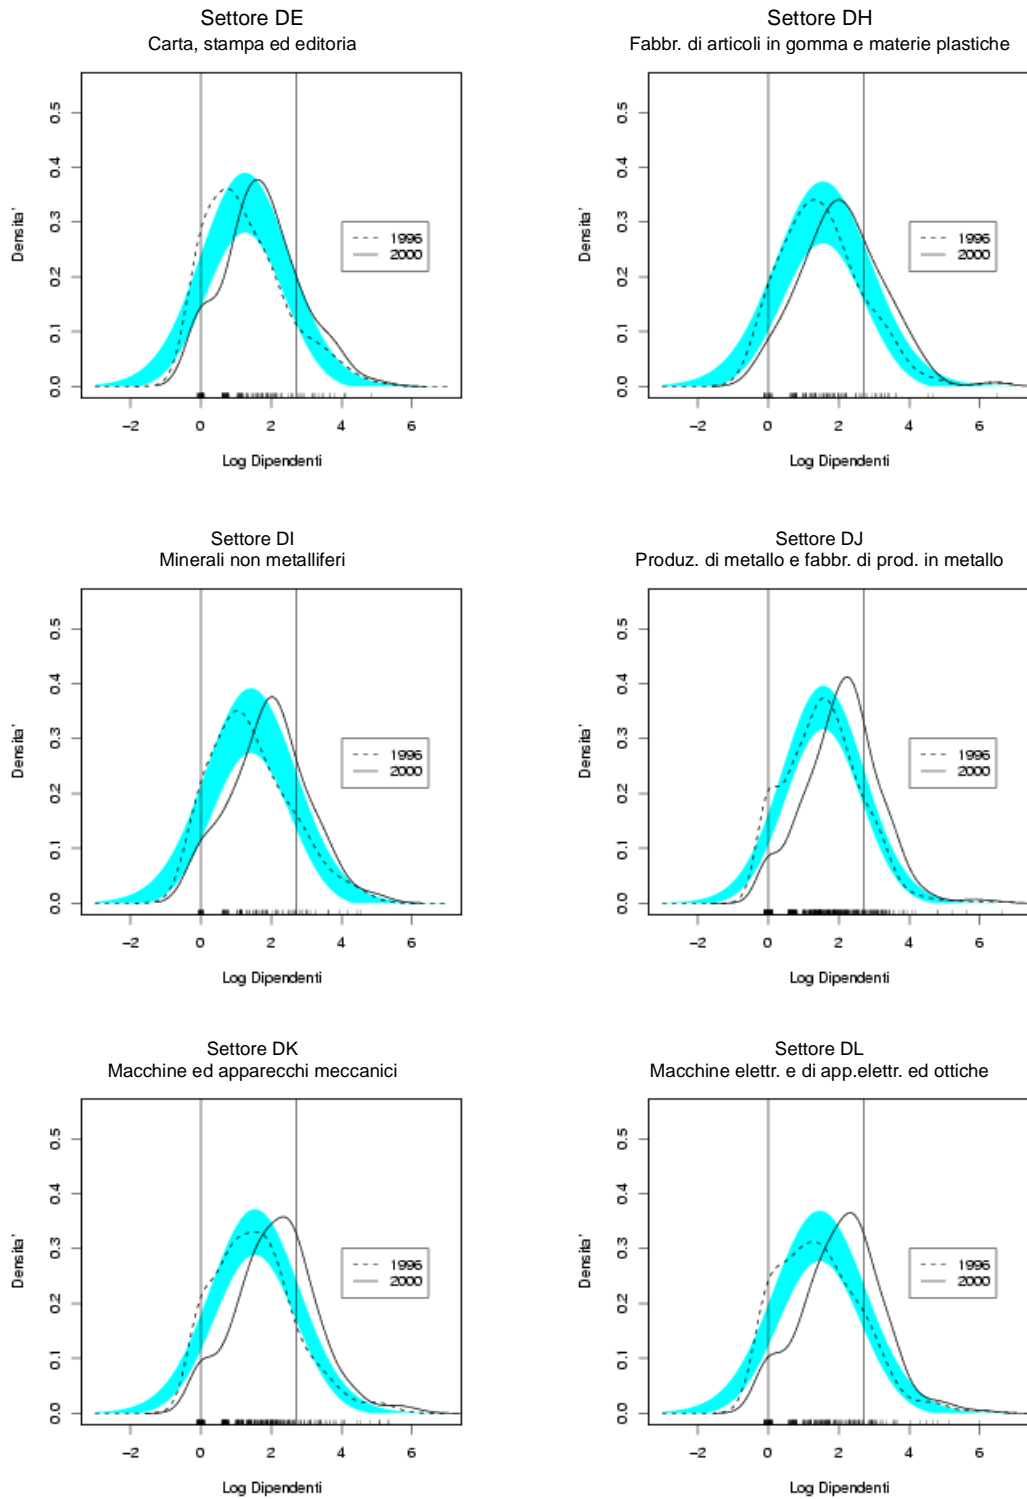 Settore DE
Carta, stampa ed editoria
Densita'
0.0 0.1 0.2 0.3 0.4 0.5
1996
2000
-2 0 2 4 6
Log Dipendenti
Settore DH
Fabbr. di articoli in gomma e materie plastiche
Densita'
0.0 0.1 0.2 0.3 0.4 0.5
1996
2000
-2 0 2 4 6
Log Dipendenti
Settore DI
Minerali non metalliferi
Densita'
0.0 0.1 0.2 0.3 0.4 0.5
1996
2000
-2 0 2 4 6
Log Dipendenti
Settore DJ
Produz. di metallo e fabbr. di prod. in metallo
Densita'
0.0 0.1 0.2 0.3 0.4 0.5
1996
2000
-2 0 2 4 6
Log Dipendenti
Settore DK
Macchine ed apparecchi meccanici
Densita'
0.0 0.1 0.2 0.3 0.4 0.5
1996
2000
-2 0 2 4 6
Log Dipendenti
Settore DL
Macchine elettr. e di app.elettr. ed ottiche
Densita'
0.0 0.1 0.2 0.3 0.4 0.5
1996
2000
-2 0 2 4 6
Log Dipendenti